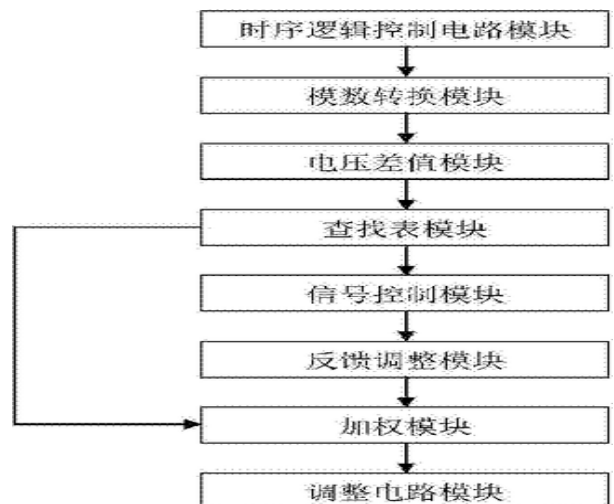 时序逻辑控制电路模块
模数转换模块
电压差值模块
查找表模块
信号控制模块
反馈调整模块
加权模块
调整电路模块